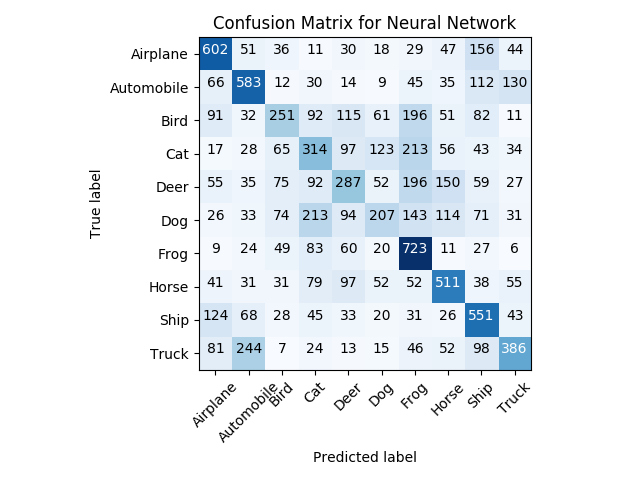 Confusion Matrix for Neural Network
Airplane 602 51 36 11 30 18 29 47 156 44
Automobile 66 583 12 30 14 9 45 35 112 130
Bird 91 32 251 92 115 61 196 51 82 11
Cat 17 28 65 314 97 123 213 56 43 34
Deer 55 35 75 92 287 52 196 150 59 27
Dog 26 33 74 213 94 207 143 114 71 31
Frog 9 24 49 83 60 20 723 11 27 6
Horse 41 31 31 79 97 52 52 511 38 55
Ship 124 68 28 45 33 20 31 26 551 43
Truck 81 244 7 24 13 15 46 52 98 386
True label
Airplane Automobile Bird Cat Deer Dog Frog Horse Ship Truck
Predicted label